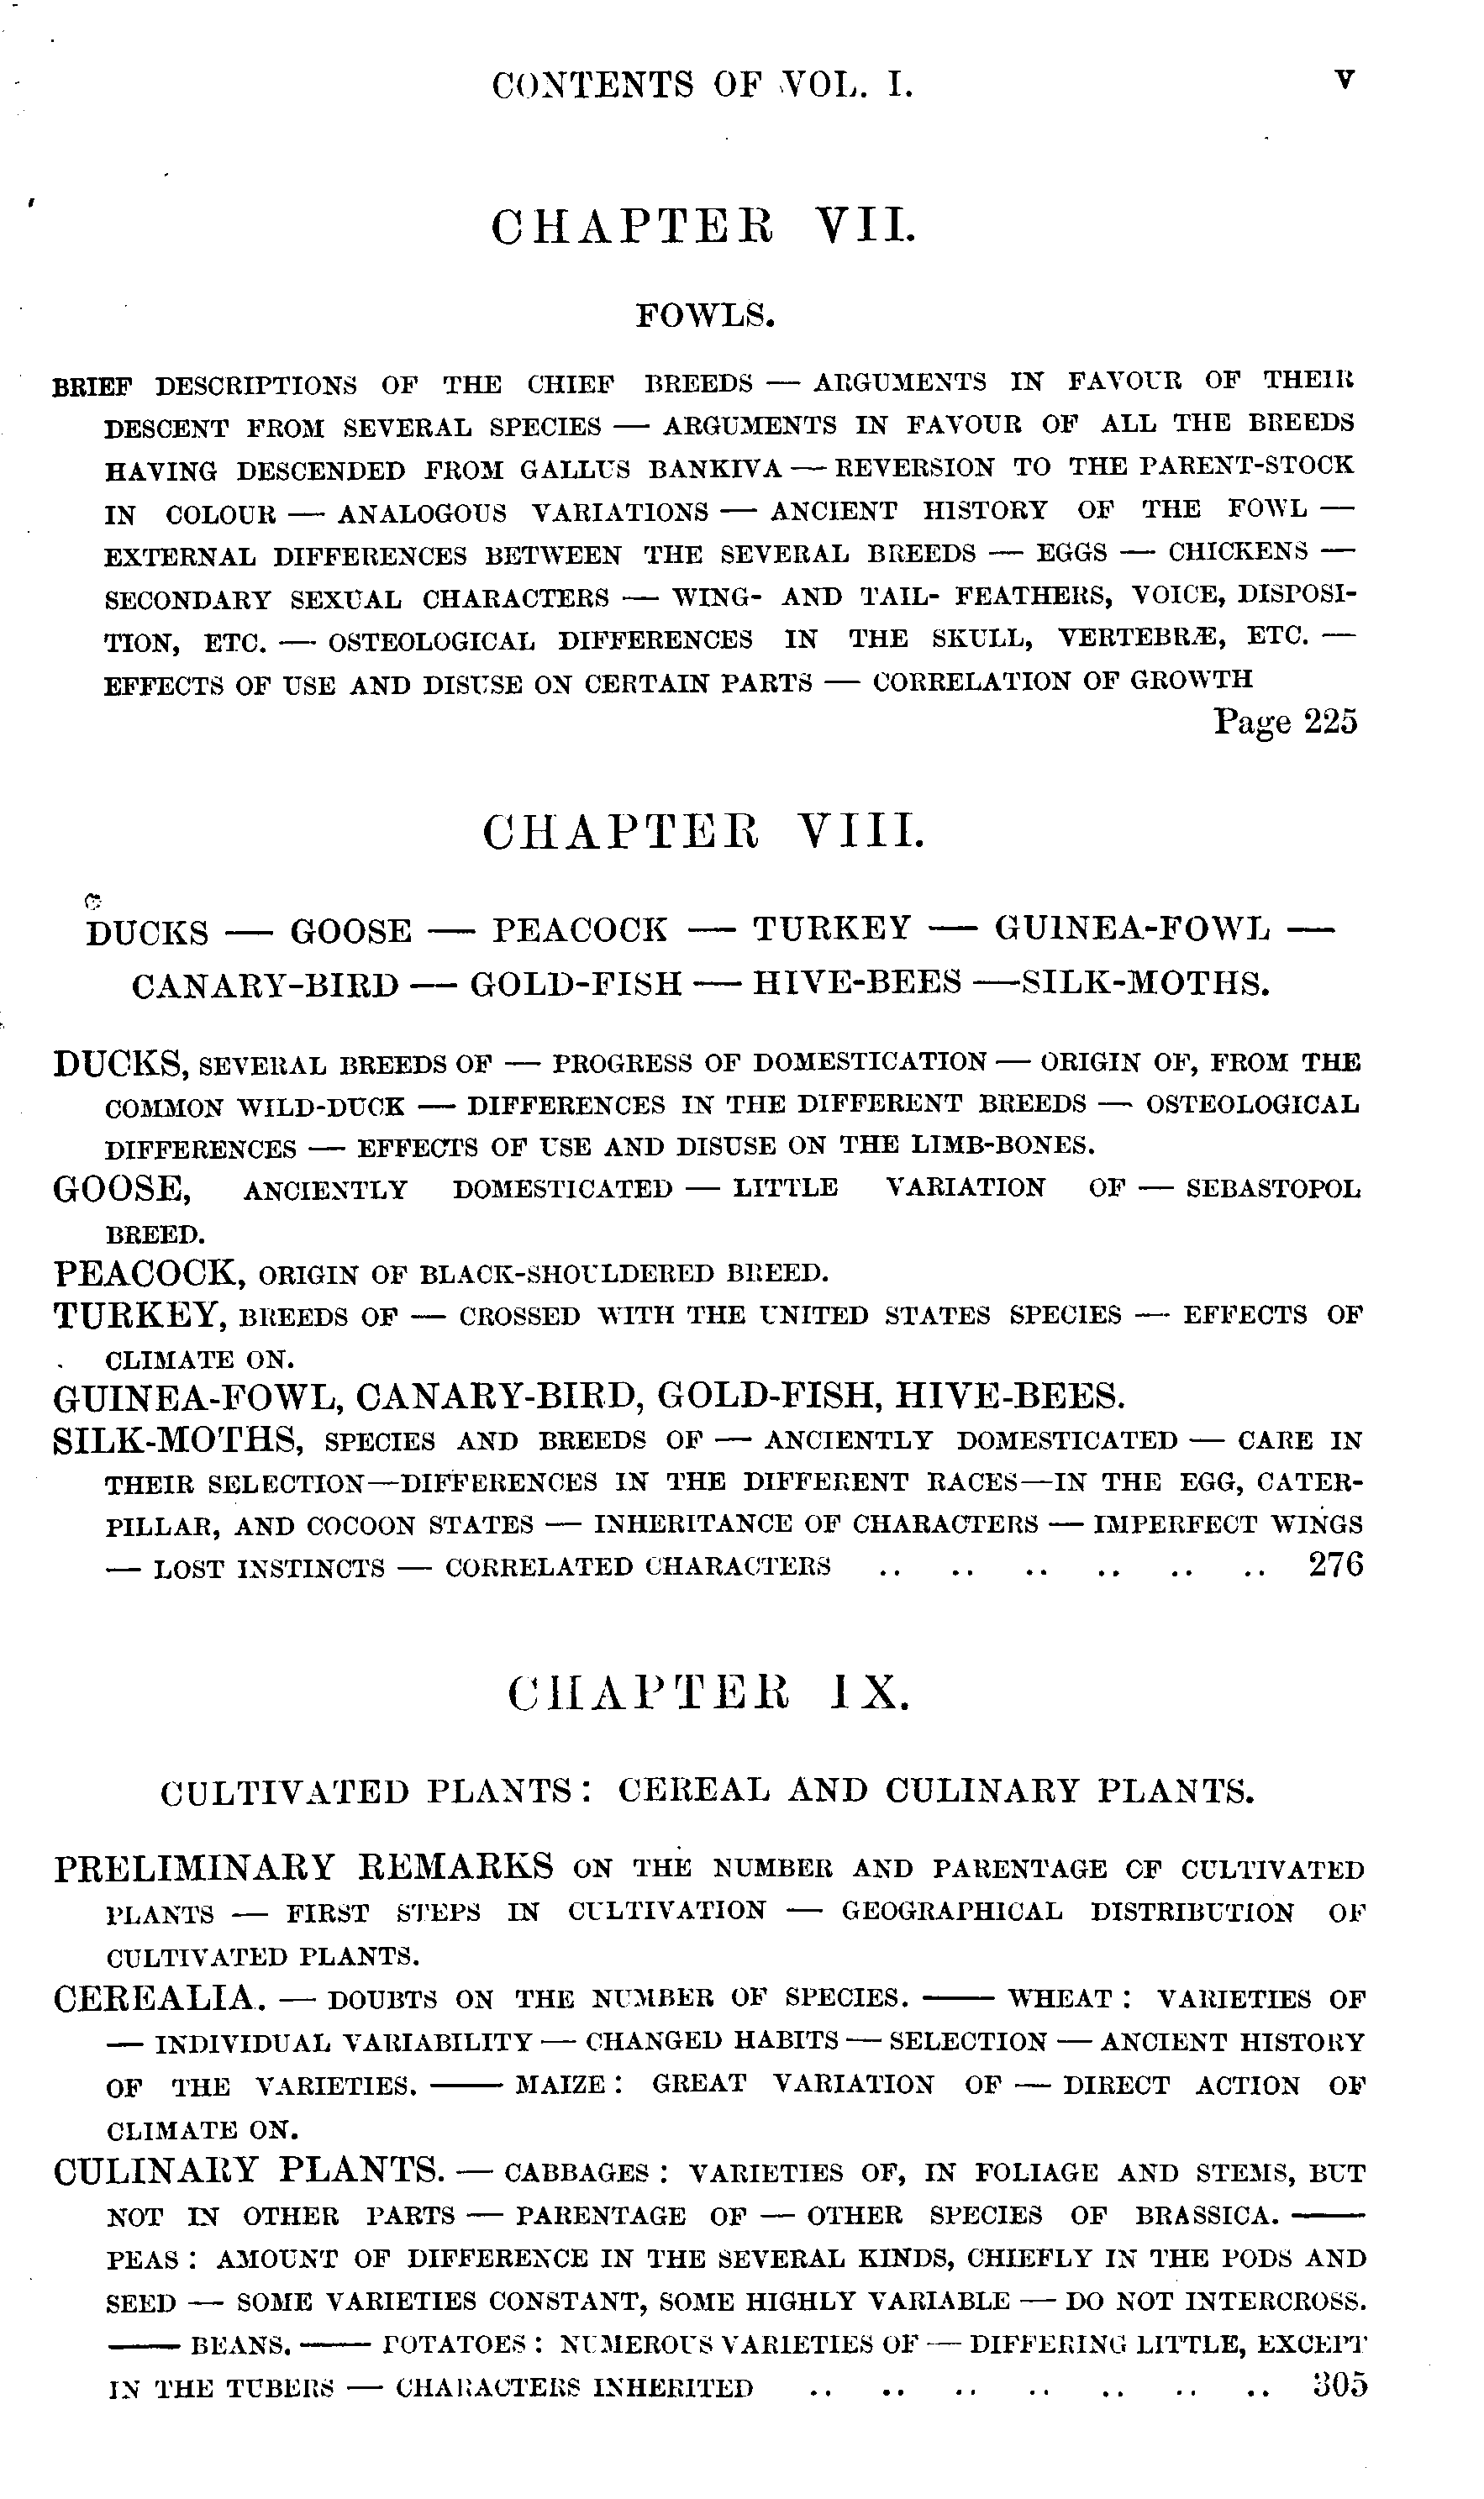 CONTENTS OF VOL. I. V
CHAPTER VII.
FOWLS.
BRIEF DESCRIPTIONS OF THE CHIEF BREEDS — ARGUMENTS IN FAVOUR OF THEIR
DESCENT FROM SEVERAL SPECIES — ARGUMENTS IN FAVOUR OF ALL THE BREEDS
HAVING DESCENDED FROM GALLUS BANKIVA — REVERSION TO THE PARENT-STOCK
IN COLOUR — ANALOGOUS VARIATIONS — ANCIENT HISTORY OF THE FOWL —
EXTERNAL DIFFERENCES BETWEEN THE SEVERAL BREEDS — EGGS — CHICKENS —
SECONDARY SEXUAL CHARACTERS — WING- AND TAIL- FEATHERS, VOICE, DISPOSI-
TION, ETC. — OSTEOLOGICAL DIFFERENCES IN THE SKULL, VERTEBRÆ, ETC. —
EFFECTS OF USE AND DISUSE ON CERTAIN PARTS — CORRELATION OF GROWTH
Page 225
CHAPTER VIII.
DUCKS — GOOSE — PEACOCK — TURKEY — GUINEA-FOWL —
CANARY-BIRD — GOLD-FISH — HIVE-BEES — SILK-MOTHS.
DUCKS, SEVERAL BREEDS OF — PROGRESS OF DOMESTICATION — ORIGIN OF, FROM THE
COMMON WILD-DUCK — DIFFERENCES IN THE DIFFERENT BREEDS — OSTEOLOGICAL
DIFFERENCES — EFFECTS OF USE AND DISUSE ON THE LIMB-BONES.
GOOSE, ANCIENTLY DOMESTICATED — LITTLE VARIATION OF — SEBASTOPOL
BREED.
PEACOCK, ORIGIN OF BLACK-SHOULDERED BREED.
TURKEY, BREEDS OF — CROSSED WITH THE UNITED STATES SPECIES — EFFECTS OF
CLIMATE ON.
GUINEA-FOWL, CANARY-BIRD, GOLD-FISH, HIVE-BEES.
SILK-MOTHS, SPECIES AND BREEDS OF — ANCIENTLY DOMESTICATED — CARE IN
THEIR SELECTION—DIFFERENCES IN THE DIFFERENT RACES—IN THE EGG, CATER-
PILLAR, AND COCOON STATES — INHERITANCE OF CHARACTERS — IMPERFECT WINGS
— LOST INSTINCTS — CORRELATED CHARACTERS .. .. .. .. .. .. 276
CHAPTER IX.
CULTIVATED PLANTS: CEREAL AND CULINARY PLANTS.
PRELIMINARY REMARKS ON THE NUMBER AND PARENTAGE OF CULTIVATED
PLANTS — FIRST STEPS IN CULTIVATION — GEOGRAPHICAL DISTRIBUTION OF
CULTIVATED PLANTS.
CEREALIA. — DOUBTS ON THE NUMBER OF SPECIES. —— WHEAT: VARIETIES OF
— INDIVIDUAL VARIABILITY — CHANGED HABITS — SELECTION — ANCIENT HISTORY
OF THE VARIETIES. —— MAIZE: GREAT VARIATION OF — DIRECT ACTION OF
CLIMATE ON.
CULINARY PLANTS. — CABBAGES: VARIETIES OF, IN FOLIAGE AND STEMS, BUT
NOT IN OTHER PARTS — PARENTAGE OF — OTHER SPECIES OF BRASSICA. ——
PEAS: AMOUNT OF DIFFERENCE IN THE SEVERAL KINDS, CHIEFLY IN THE PODS AND
SEED — SOME VARIETIES CONSTANT, SOME HIGHLY VARIABLE — DO NOT INTERCROSS.
—— BEANS. —— POTATOES: NUMEROUS VARIETIES OF — DIFFERING LITTLE, EXCEPT
IN THE TUBERS — CHARACTERS INHERITED .. .. .. .. .. .. .. 305